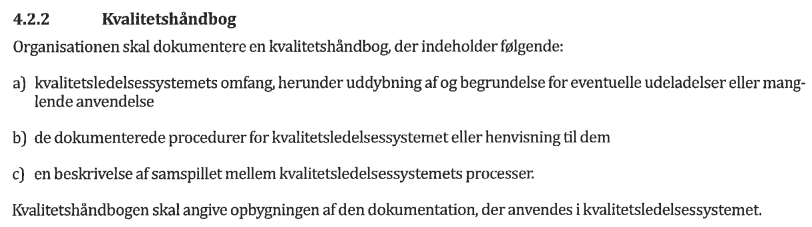 4.2.2 Kvalitetshåndbog
Organisationen skal dokumentere en kvalitetshåndbog, der indeholder følgende:
a) kvalitetsledelsessystemets omfang, herunder uddybning af og begrundelse for eventuelle udeladelser eller mang-
lende anvendelse
b) de dokumenterede procedurer for kvalitetsledelsessystemet eller henvisning til dem
c) en beskrivelse af samspillet mellem kvalitetsledelsessystemets processer.
Kvalitetshåndbogen skal angive opbygningen af den dokumentation, der anvendes i kvalitetsledelsessystemet.